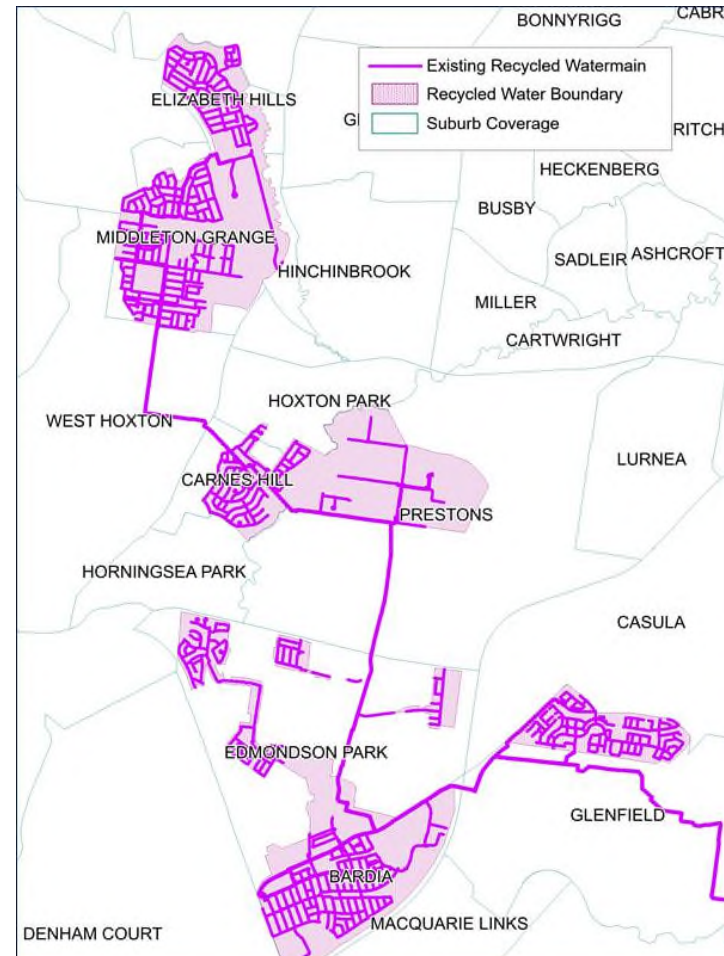 BONNYRIGG
CABR
Existing Recycled Watermain
Recycled Water Boundary
Suburb Coverage
ELIZABETH HILLS
RITCH
HECKENBERG
BUSBY
MIDDLETON GRANGE
SADLEIR
ASHCROFT
HINCHINBROOK
MILLER
CARTWRIGHT
HOXTON PARK
WEST HOXTON
LURNEA
CARNES HILL
PRESTONS
HORNINGSEA PARK
CASULA
EDMONDSON PARK
GLENFIELD
BARDIA
MACQUARIE LINKS
DENHAM COURT